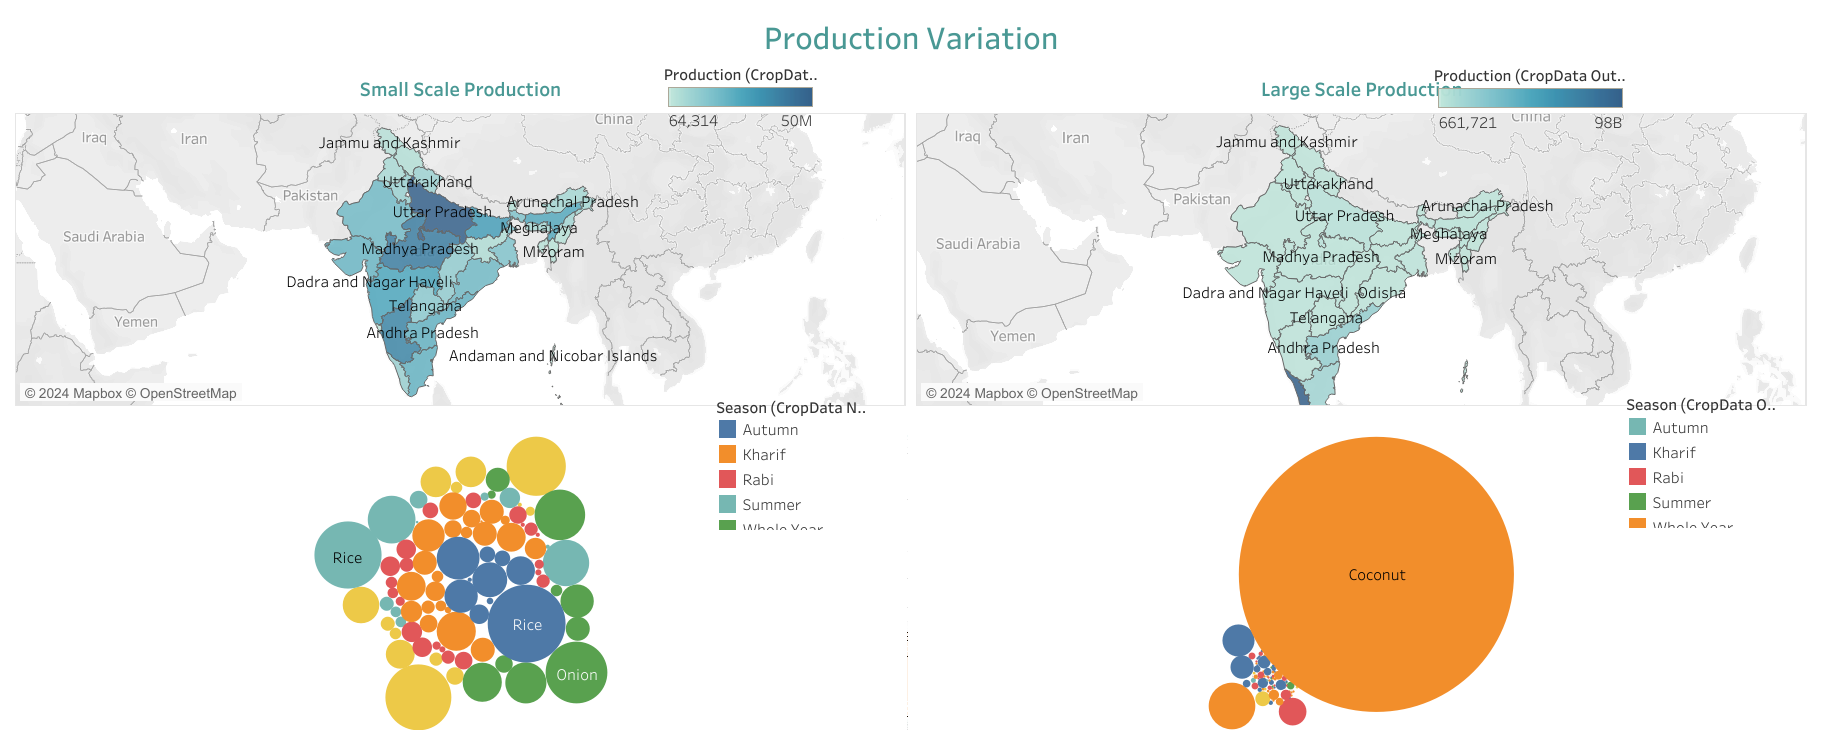 Production Variation
Small Scale Production
Production (CropDat..
64,314
50M
Iraq
Iran
China
Pakistan
Saudi Arabia
Yemen
Jammu and Kashmir
Uttarakhand
Arunachal Pradesh
Uttar Pradesh
Meghalaya
Madhya Pradesh
Mizoram
Dadra and Nagar Haveli
Telangana
Andhra Pradesh
Andaman and Nicobar Islands
© 2024 Mapbox © OpenStreetMap
Large Scale Production
Production (CropData Out..
661,721
98B
Iraq
Iran
China
Pakistan
Saudi Arabia
Yemen
Jammu and Kashmir
Uttarakhand
Arunachal Pradesh
Uttar Pradesh
Meghalaya
Madhya Pradesh
Mizoram
Dadra and Nagar Haveli
Odisha
Telangana
Andhra Pradesh
© 2024 Mapbox © OpenStreetMap
Season (CropData N..
Autumn
Kharif
Rabi
Summer
Whole Year
Rice
Rice
Onion
Season (CropData O..
Autumn
Kharif
Rabi
Summer
Whole Year
Coconut